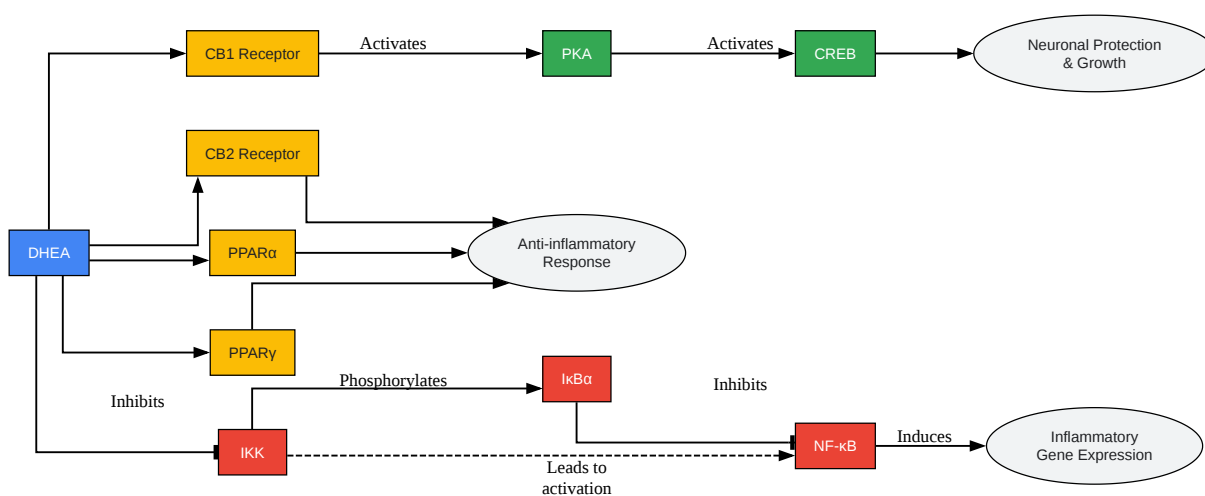 CB1 Receptor
Activates
PKA
Activates
CREB
Neuronal Protection
& Growth
CB2 Receptor
DHEA
PPARα
Anti-inflammatory
Response
PPARγ
Inhibits
Phosphorylates
IκBα
Inhibits
IKK
Leads to
activation
NF-κB
Induces
Inflammatory
Gene Expression